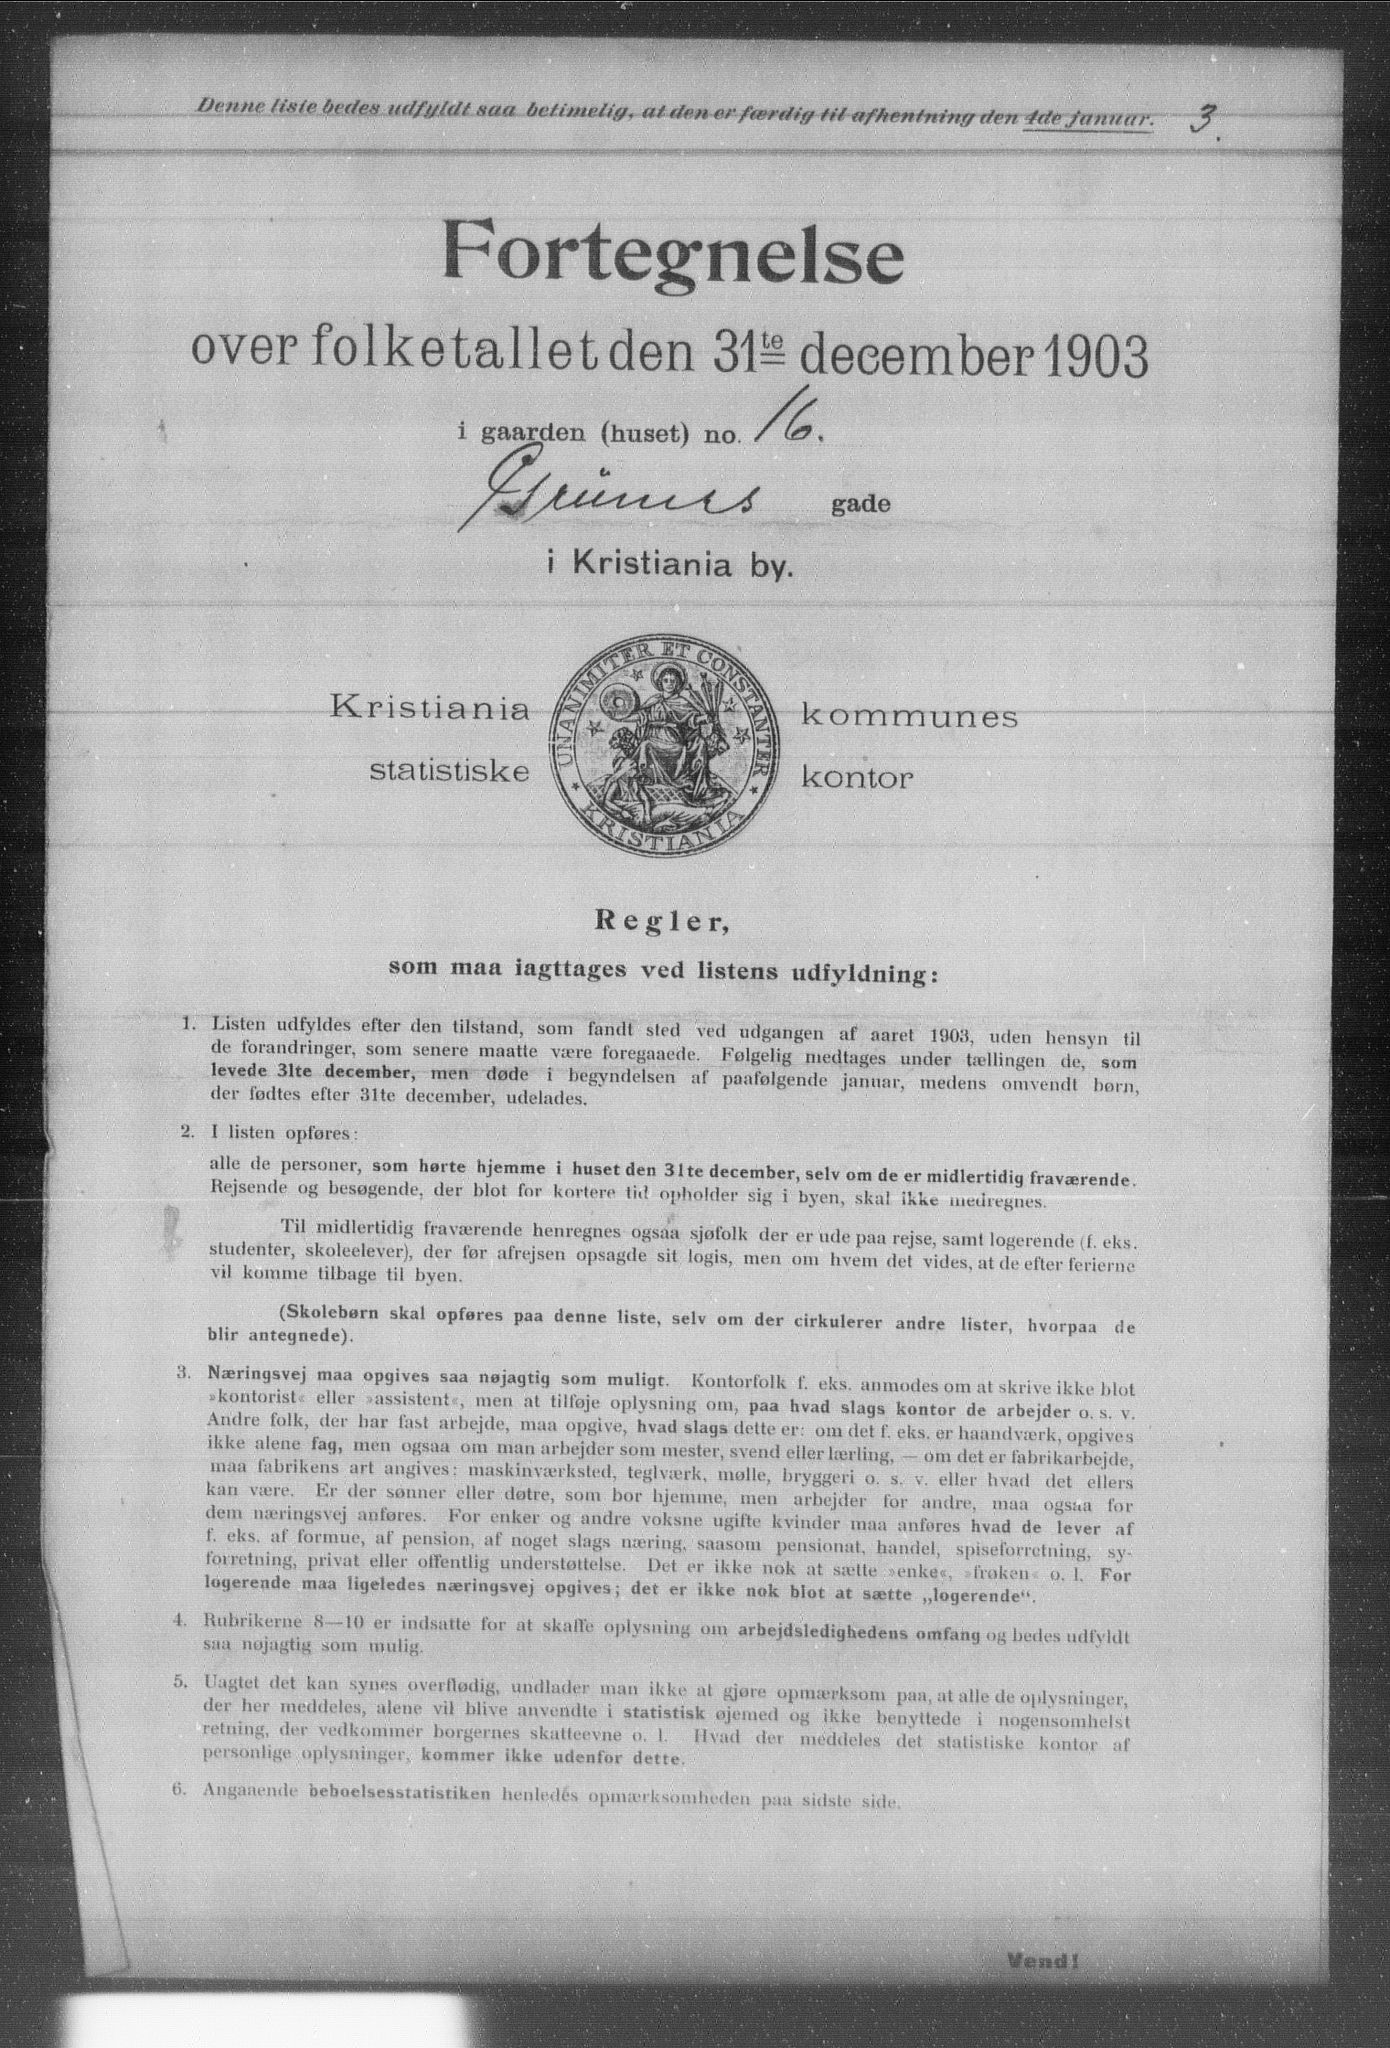 Denne liste bedes udfyldt saa betimelig, at den er færdig til afhentning den 4de januar. 3.
Fortegnelse
over folketallet den 31te december 1903
i gaarden (huset) no. 16.
Grüners gade
i Kristiania by.
UNANIMITER ET CONSTANTER
Kristiania kommunes
statistiske kontor
KRISTIANIA
Regler,
som maa iagttages ved listens udfyldning:
1. Listen udfyldes efter den tilstand, som fandt sted ved udgangen af aaret 1903, uden hensyn til
de forandringer, som senere maatte være foregaaede. Følgelig medtages under tællingen de, som
levede 31te december, men døde i begyndelsen af paafølgende januar, medens omvendt børn,
der fødtes efter 31te december, udelades.
2. I listen opføres:
alle de personer, som hørte hjemme i huset den 31te december, selv om de er midlertidig fraværende.
Rejsende og besøgende, der blot for kortere tid opholder sig i byen, skal ikke medregnes.
Til midlertidig fraværende henregnes ogsaa sjøfolk der er ude paa rejse, samt logerende (f. eks.
studenter, skoleelever), der før afrejsen opsagde sit logis, men om hvem det vides, at de efter ferierne
vil komme tilbage til byen.
(Skolebørn skal opføres paa denne liste, selv om der cirkulerer andre lister, hvorpaa de
blir antegnede).
3. Næringsvej maa opgives saa nøjagtig som muligt. Kontorfolk f. eks. anmodes om at skrive ikke blot
»kontorist« eller »assistent«, men at tilføje oplysning om, paa hvad slags kontor de arbejder o. s. v.
Andre folk, der har fast arbejde, maa opgive, hvad slags dette er: om det f. eks. er haandværk, opgives
ikke alene fag, men ogsaa om man arbejder som mester, svend eller lærling, — om det er fabrikarbejde,
maa fabrikens art angives: maskinværksted, teglværk, mølle, bryggeri o. s. v. eller hvad det ellers
kan være. Er der sønner eller døtre, som bor hjemme, men arbejder for andre, maa ogsaa for
dem næringsvej anføres. For enker og andre voksne ugifte kvinder maa anføres hvad de lever af
f. eks. af formue, af pension, af noget slags næring, saasom pensionat, handel, spiseforretning, sy-
forretning, privat eller offentlig understøttelse. Det er ikke nok at sætte »enke«, »frøken« o. l. For
logerende maa ligeledes næringsvej opgives; det er ikke nok blot at sætte „logerende“.
4. Rubrikerne 8—10 er indsatte for at skaffe oplysning om arbejdsledighedens omfang og bedes udfyldt
saa nøjagtig som mulig.
5. Uagtet det kan synes overflødig, undlader man ikke at gjøre opmærksom paa, at alle de oplysninger,
der her meddeles, alene vil blive anvendte i statistisk øjemed og ikke benyttede i nogensomhelst
retning, der vedkommer borgernes skatteevne o. l. Hvad der meddeles det statistiske kontor af
personlige oplysninger, kommer ikke udenfor dette.
6. Angaaende beboelsesstatistiken henledes opmærksomheden paa sidste side.
Vend!